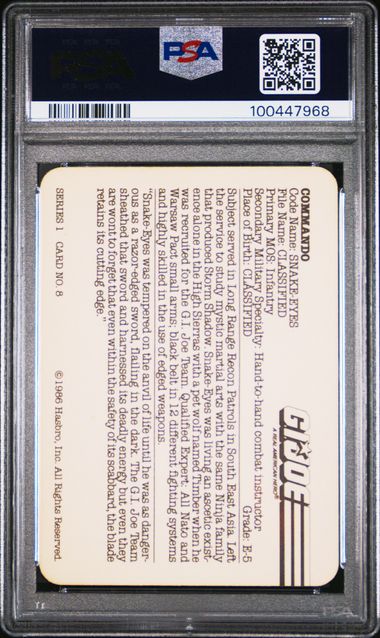 PSA
100447968
G.I. JOE
A REAL AMERICAN HERO®
COMMANDO
Code Name: SNAKE-EYES
File Name: CLASSIFIED
Primary MOS: Infantry
Secondary Military Specialty: Hand-to-hand combat instructor
Place of Birth: CLASSIFIED Grade: E-5
Subject served in Long Range Recon Patrols in South East Asia. Left
the service to study mystic martial arts with the same Ninja family
that produced Storm Shadow. Snake-Eyes was living an ascetic exist-
ence alone in the High Sierras with a pet wolf named Timber when he
was recruited for the G.I. Joe Team. Qualified Expert: All Nato and
Warsaw Pact small arms; black belt in 12 different fighting systems
and highly skilled in the use of edged weapons.
"Snake-Eyes was tempered on the anvil of life until he was as danger-
ous as a razor-edged sword, flailing in the dark. The G.I. Joe Team
sheathed that sword and harnessed its deadly energy but even they
are wont to forget that even within the safety of its scabbard, the blade
retains its cutting edge."
SERIES 1 CARD NO. 8 ©1986 Hasbro, Inc. All Rights Reserved.